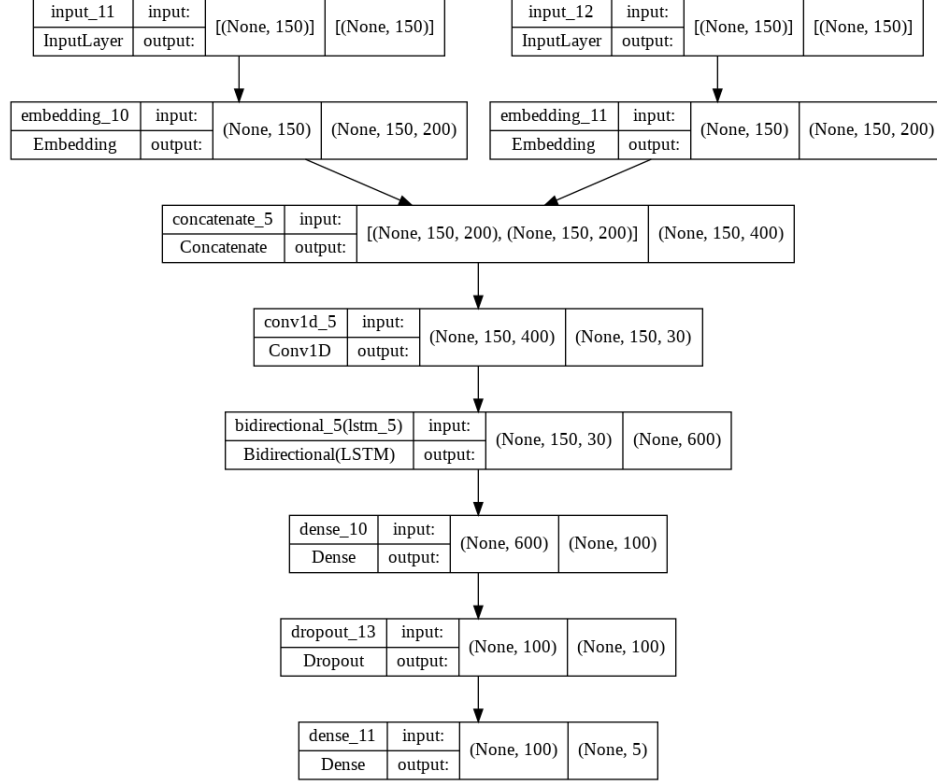 input_11 input: [(None, 150)] [(None, 150)]
InputLayer output:
input_12 input: [(None, 150)] [(None, 150)]
InputLayer output:
embedding_10 input: (None, 150) (None, 150, 200)
Embedding output:
embedding_11 input: (None, 150) (None, 150, 200)
Embedding output:
concatenate_5 input: [(None, 150, 200), (None, 150, 200)] (None, 150, 400)
Concatenate output:
conv1d_5 input: (None, 150, 400) (None, 150, 30)
Conv1D output:
bidirectional_5(lstm_5) input: (None, 150, 30) (None, 600)
Bidirectional(LSTM) output:
dense_10 input: (None, 600) (None, 100)
Dense output:
dropout_13 input: (None, 100) (None, 100)
Dropout output:
dense_11 input: (None, 100) (None, 5)
Dense output: